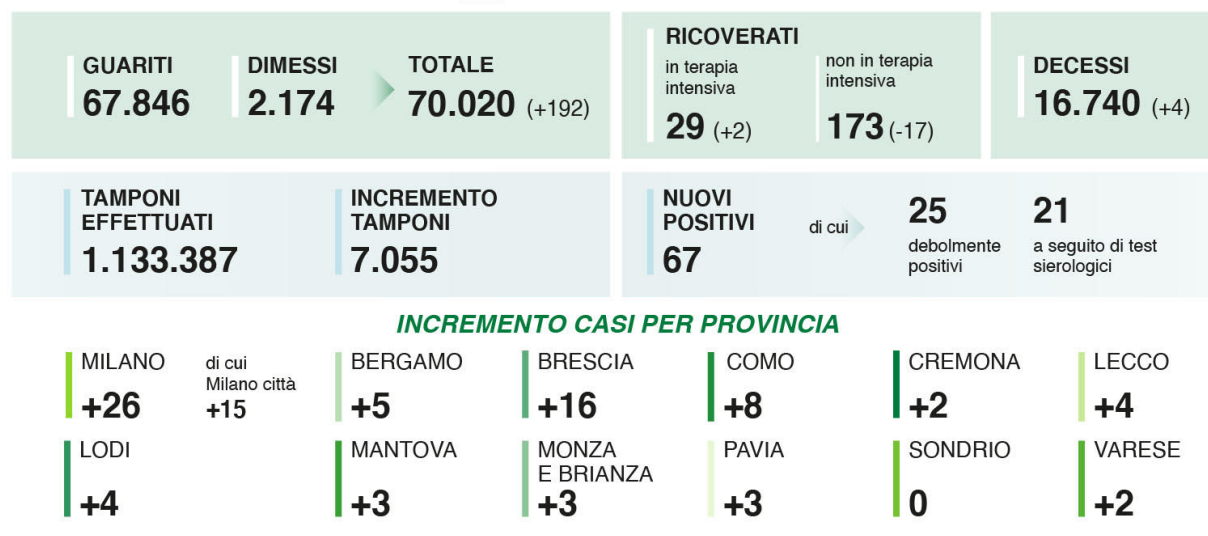 GUARITI
67.846
DIMESSI
2.174
TOTALE
70.020 (+192)
RICOVERATI
in terapia
intensiva
29 (+2)
non in terapia
intensiva
173 (-17)
DECESSI
16.740 (+4)
TAMPONI
EFFETTUATI
1.133.387
INCREMENTO
TAMPONI
7.055
NUOVI
POSITIVI
67
di cui
25
debolmente
positivi
21
a seguito di test
sierologici
INCREMENTO CASI PER PROVINCIA
MILANO
+26
di cui
Milano città
+15
BERGAMO
+5
BRESCIA
+16
COMO
+8
CREMONA
+2
LECCO
+4
LODI
+4
MANTOVA
+3
MONZA
E BRIANZA
+3
PAVIA
+3
SONDRIO
0
VARESE
+2